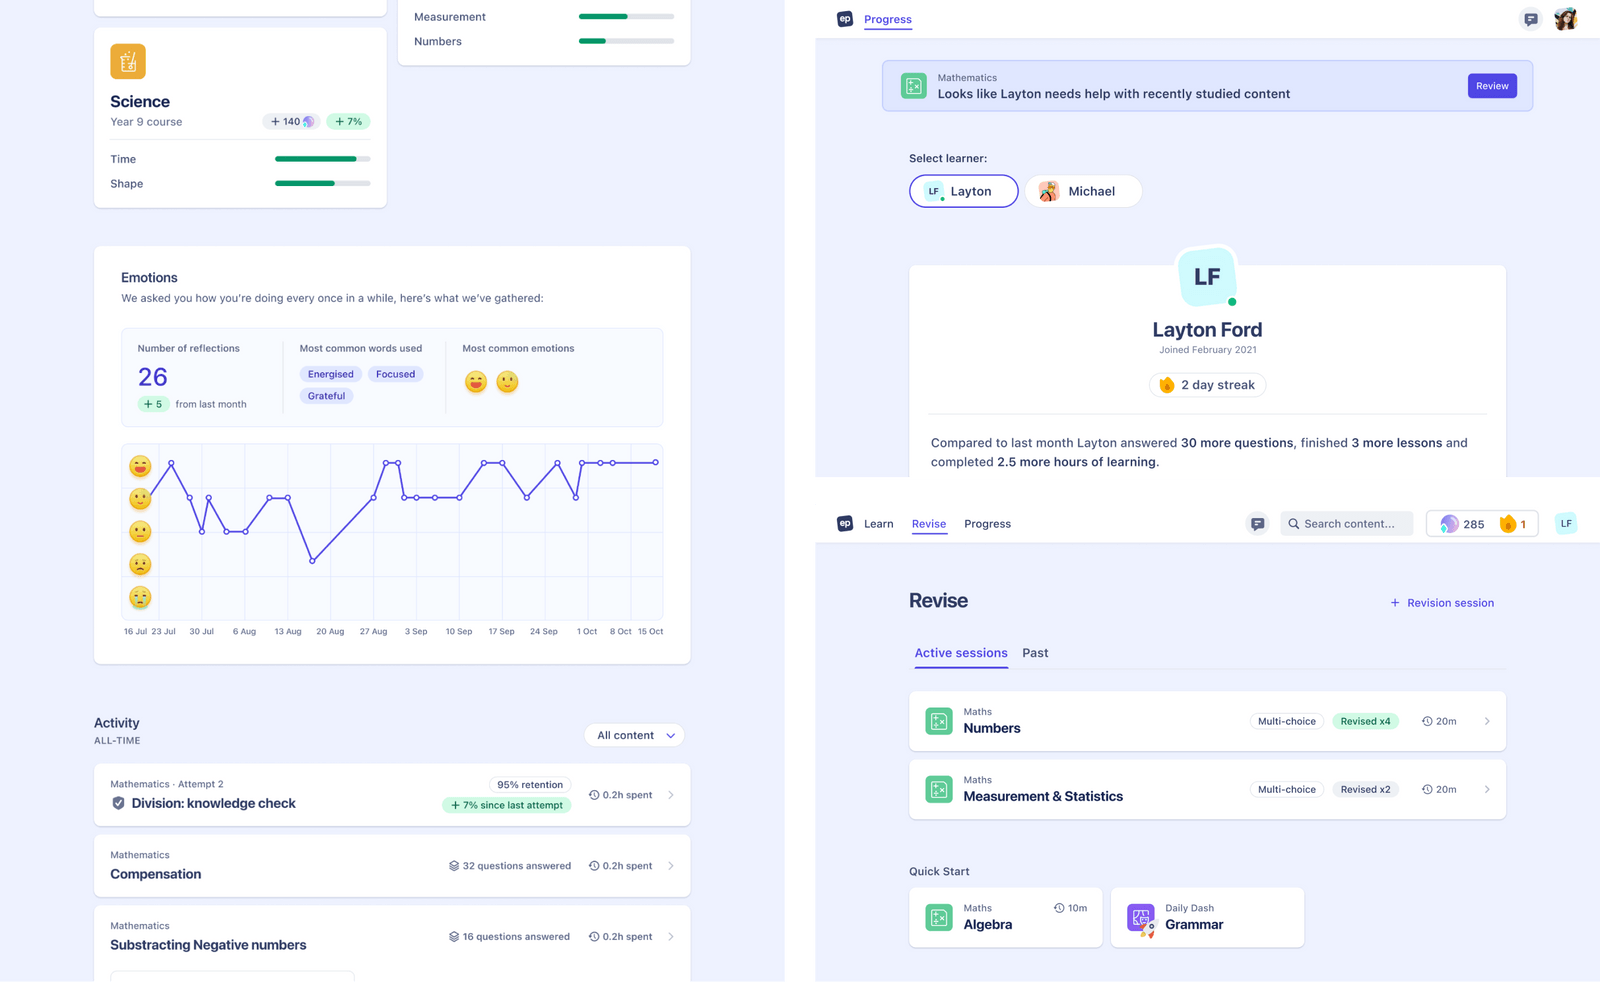 Measurement
Numbers
Science
Year 9 course
+ 140
+ 7%
Time
Shape
Emotions
We asked you how you're doing every once in a while, here's what we've gathered:
Number of reflections
26
+ 5 from last month
Most common words used
Energised Focused
Grateful
Most common emotions
16 Jul 23 Jul 30 Jul 6 Aug 13 Aug 20 Aug 27 Aug 3 Sep 10 Sep 17 Sep 24 Sep 1 Oct 8 Oct 15 Oct
Activity
ALL-TIME
All content
Mathematics · Attempt 2
Division: knowledge check
95% retention
+ 7% since last attempt
0.2h spent
Mathematics
Compensation
32 questions answered
0.2h spent
Mathematics
Substracting Negative numbers
16 questions answered
0.2h spent
ep Progress
Mathematics
Looks like Layton needs help with recently studied content
Review
Select learner:
LF Layton
Michael
LF
Layton Ford
Joined February 2021
2 day streak
Compared to last month Layton answered 30 more questions, finished 3 more lessons and
completed 2.5 more hours of learning.
ep Learn Revise Progress
Search content...
285
1
LF
Revise
+ Revision session
Active sessions Past
Maths
Numbers
Multi-choice Revised x4 20m
Maths
Measurement & Statistics
Multi-choice Revised x2 20m
Quick Start
Maths
Algebra
10m
Daily Dash
Grammar